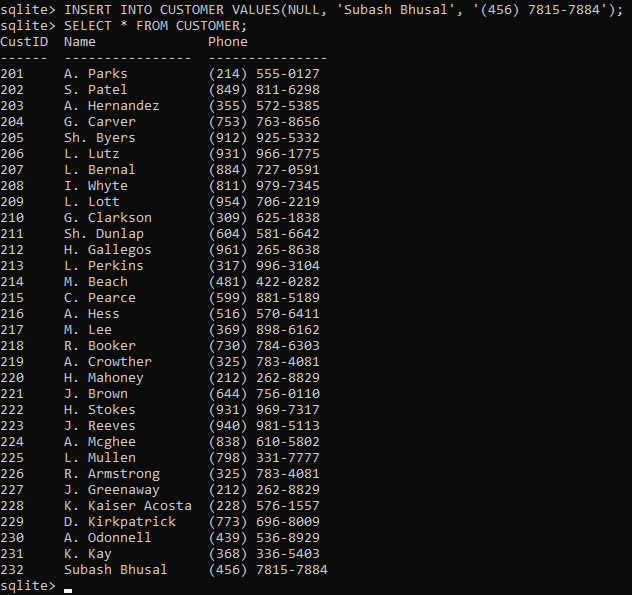 sqlite> INSERT INTO CUSTOMER VALUES(NULL, 'Subash Bhusal', '(456) 7815-7884');
sqlite> SELECT * FROM CUSTOMER;
CustID  Name              Phone
------  ----------------  ---------------
201     A. Parks          (214) 555-0127
202     S. Patel          (849) 811-6298
203     A. Hernandez      (355) 572-5385
204     G. Carver         (753) 763-8656
205     Sh. Byers         (912) 925-5332
206     L. Lutz           (931) 966-1775
207     L. Bernal         (884) 727-0591
208     I. Whyte          (811) 979-7345
209     L. Lott           (954) 706-2219
210     G. Clarkson       (309) 625-1838
211     Sh. Dunlap        (604) 581-6642
212     H. Gallegos       (961) 265-8638
213     L. Perkins        (317) 996-3104
214     M. Beach          (481) 422-0282
215     C. Pearce         (599) 881-5189
216     A. Hess           (516) 570-6411
217     M. Lee            (369) 898-6162
218     R. Booker         (730) 784-6303
219     A. Crowther       (325) 783-4081
220     H. Mahoney        (212) 262-8829
221     J. Brown          (644) 756-0110
222     H. Stokes         (931) 969-7317
223     J. Reeves         (940) 981-5113
224     A. Mcghee         (838) 610-5802
225     L. Mullen         (798) 331-7777
226     R. Armstrong      (325) 783-4081
227     J. Greenaway      (212) 262-8829
228     K. Kaiser Acosta  (228) 576-1557
229     D. Kirkpatrick    (773) 696-8009
230     A. Odonnell       (439) 536-8929
231     K. Kay            (368) 336-5403
232     Subash Bhusal     (456) 7815-7884
sqlite>